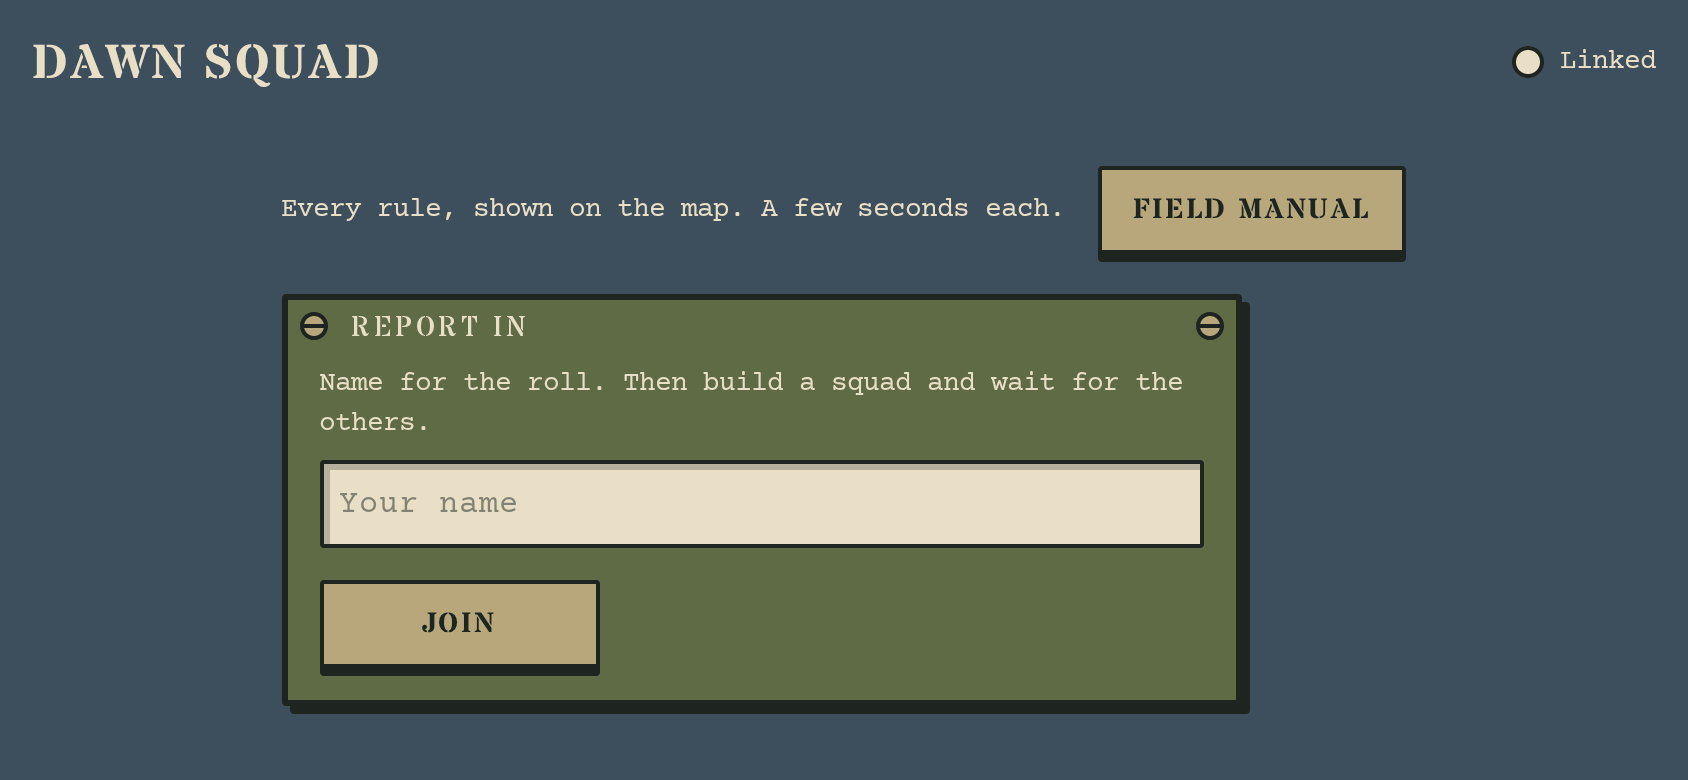 DAWN SQUAD
Linked
Every rule, shown on the map. A few seconds each.
FIELD MANUAL
REPORT IN
Name for the roll. Then build a squad and wait for the
others.
Your name
JOIN